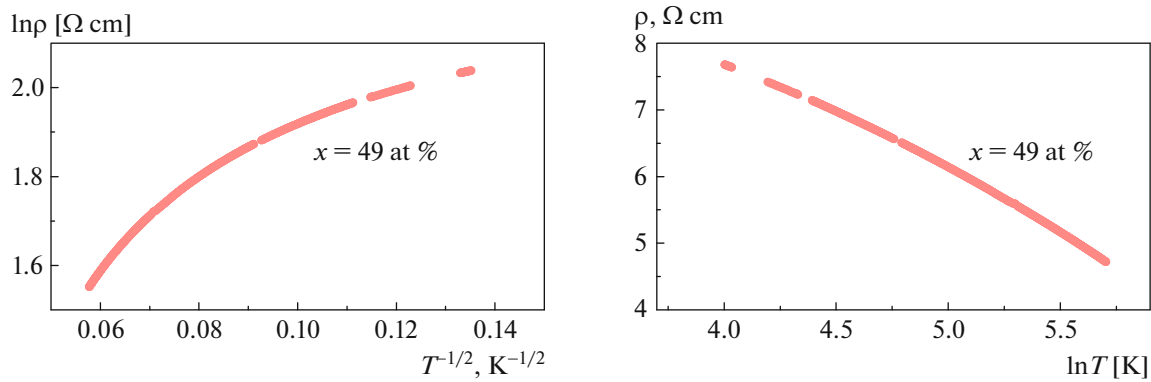 lnρ [Ω cm]
2.0
1.8
1.6
x = 49 at %
0.06 0.08 0.10 0.12 0.14
T⁻¹/², K⁻¹/²
ρ, Ω cm
8
7
6
5
4
x = 49 at %
4.0 4.5 5.0 5.5
lnT [K]